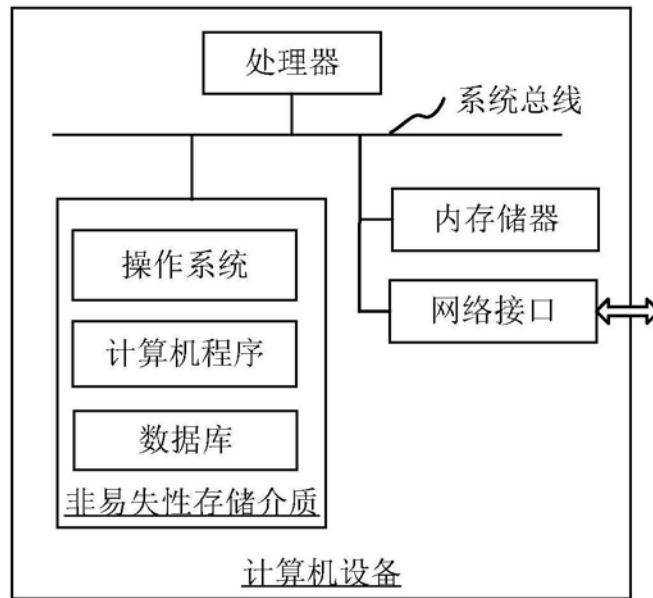 处理器
系统总线
内存储器
操作系统
网络接口
计算机程序
数据库
非易失性存储介质
计算机设备